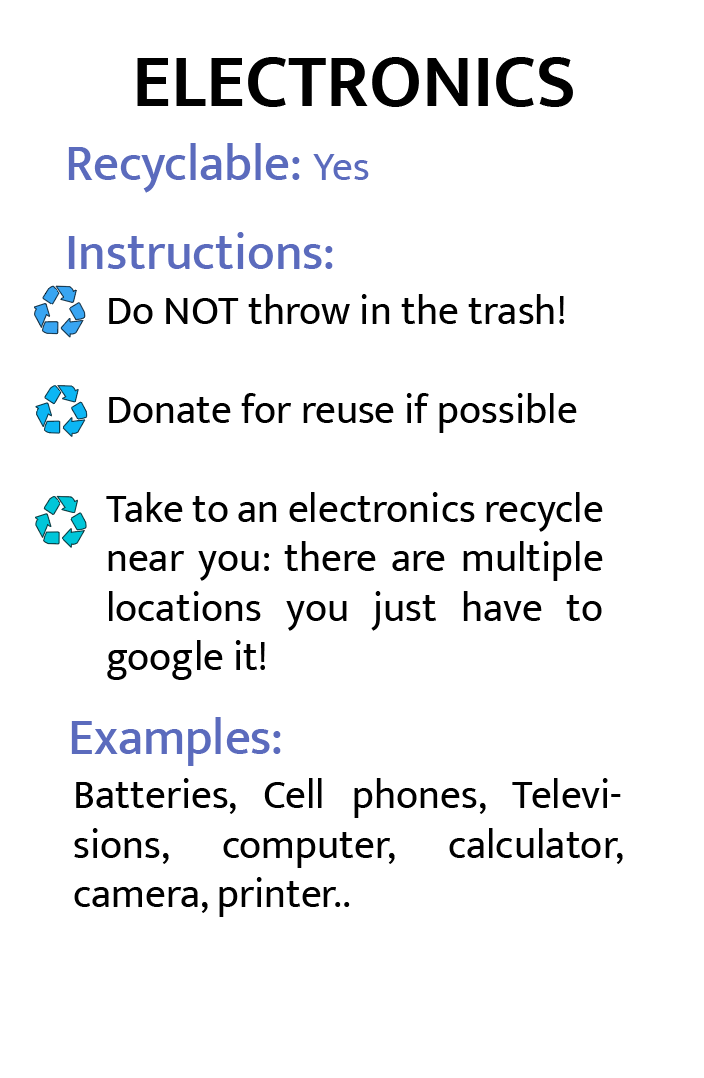 ELECTRONICS
Recyclable: Yes
Instructions:
Do NOT throw in the trash!
Donate for reuse if possible
Take to an electronics recycle
near you: there are multiple
locations you just have to
google it!
Examples:
Batteries, Cell phones, Televi-
sions, computer, calculator,
camera, printer..